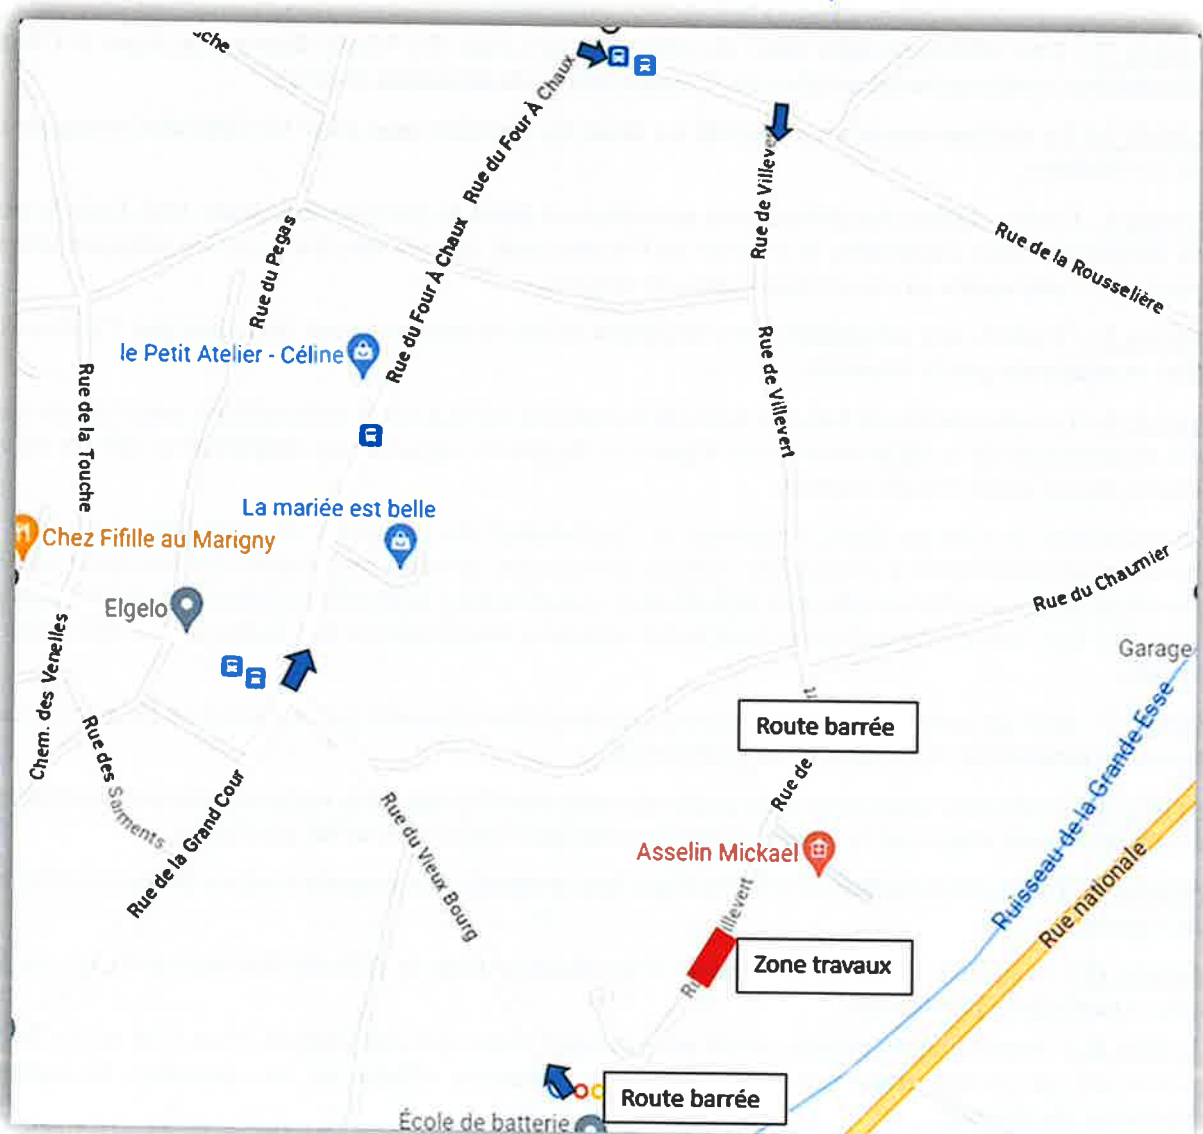 Rue du Four À Chaux
Rue de Villevert
Rue de la Rousselière
Rue du Pegas
Rue du Four À Chaux
le Petit Atelier - Céline
Rue de Villevert
Rue de la Touche
La mariée est belle
Chez Fifille au Marigny
Rue du Chaumier
Elgelo
Garage
Chem. des Venelles
Route barrée
Rue des Sarments
Rue de la Grand Cour
Rue du Vieux Bourg
Rue de
Ruisseau-de-la-Grande-Esse
Asselin Mickael
Rue nationale
Zone travaux
Route barrée
École de batterie